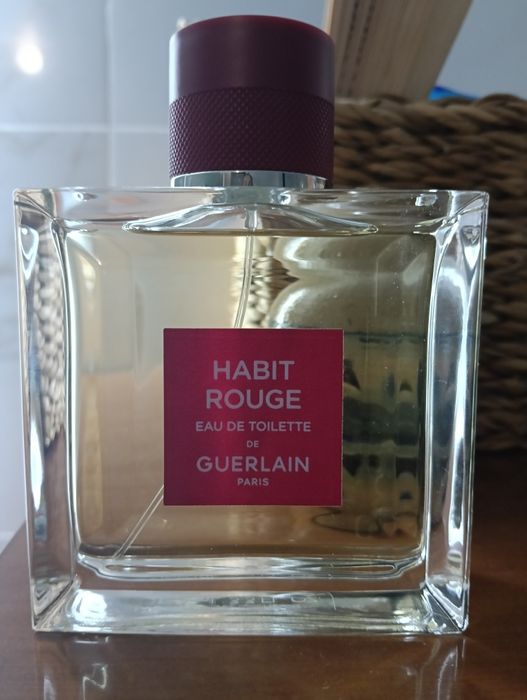 HABIT
ROUGE
EAU DE TOILETTE
DE
GUERLAIN
PARIS